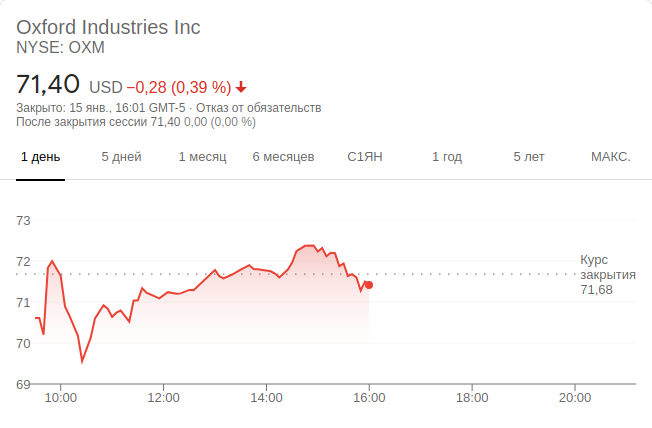 Oxford Industries Inc
NYSE: OXM
71,40 USD −0,28 (0,39 %)
Закрыто: 15 янв., 16:01 GMT-5 · Отказ от обязательств
После закрытия сессии 71,40 0,00 (0,00 %)
1 день 5 дней 1 месяц 6 месяцев С1ЯН 1 год 5 лет МАКС.
73
72
71
70
69
Курс
закрытия
71,68
10:00 12:00 14:00 16:00 18:00 20:00